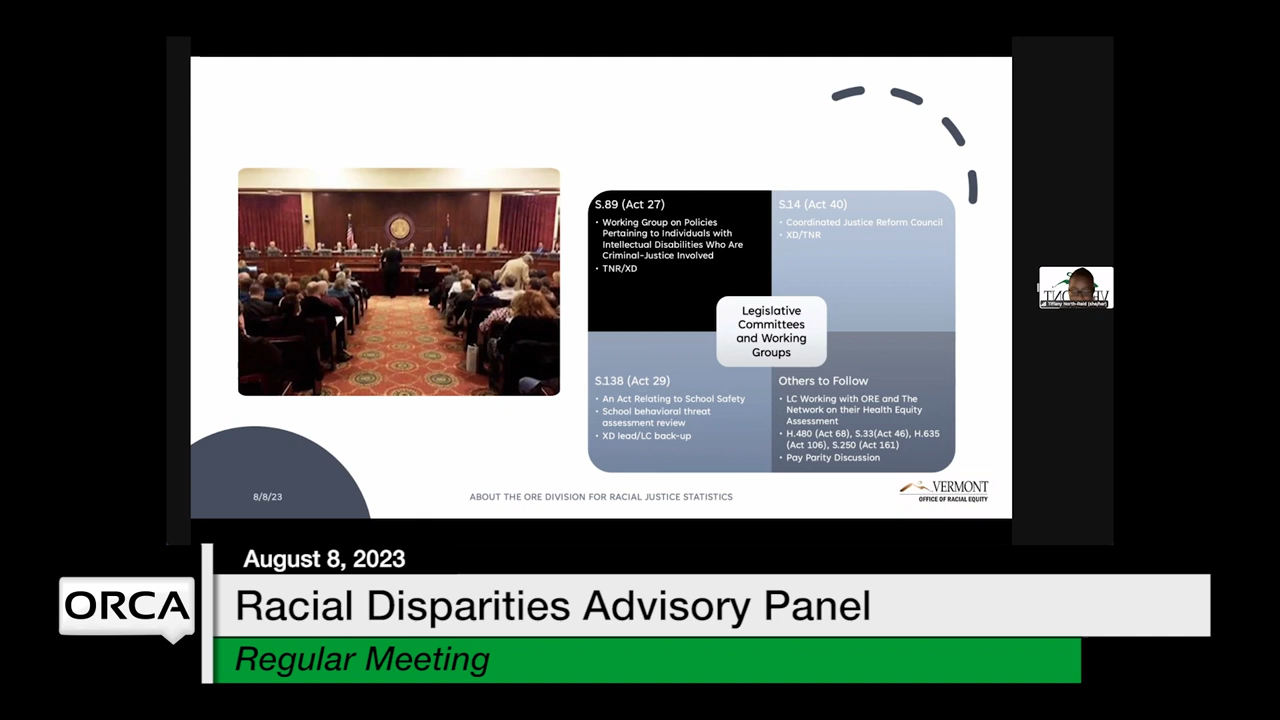 S.89 (Act 27)
• Working Group on Policies
Pertaining to Individuals with
Intellectual Disabilities Who Are
Criminal-Justice Involved
• TNR/XD
S.14 (Act 40)
• Coordinated Justice Reform Council
• XD/TNR
Legislative
Committees
and Working
Groups
S.138 (Act 29)
• An Act Relating to School Safety
• School behavioral threat
assessment review
• XD lead/LC back-up
Others to Follow
• LC Working with ORE and The
Network on their Health Equity
Assessment
• H.480 (Act 68), S.33(Act 46), H.635
(Act 106), S.250 (Act 161)
• Pay Parity Discussion
8/8/23
ABOUT THE ORE DIVISION FOR RACIAL JUSTICE STATISTICS
VERMONT
OFFICE OF RACIAL EQUITY
Tiffany North-Reid (she/her)
August 8, 2023
ORCA
Racial Disparities Advisory Panel
Regular Meeting